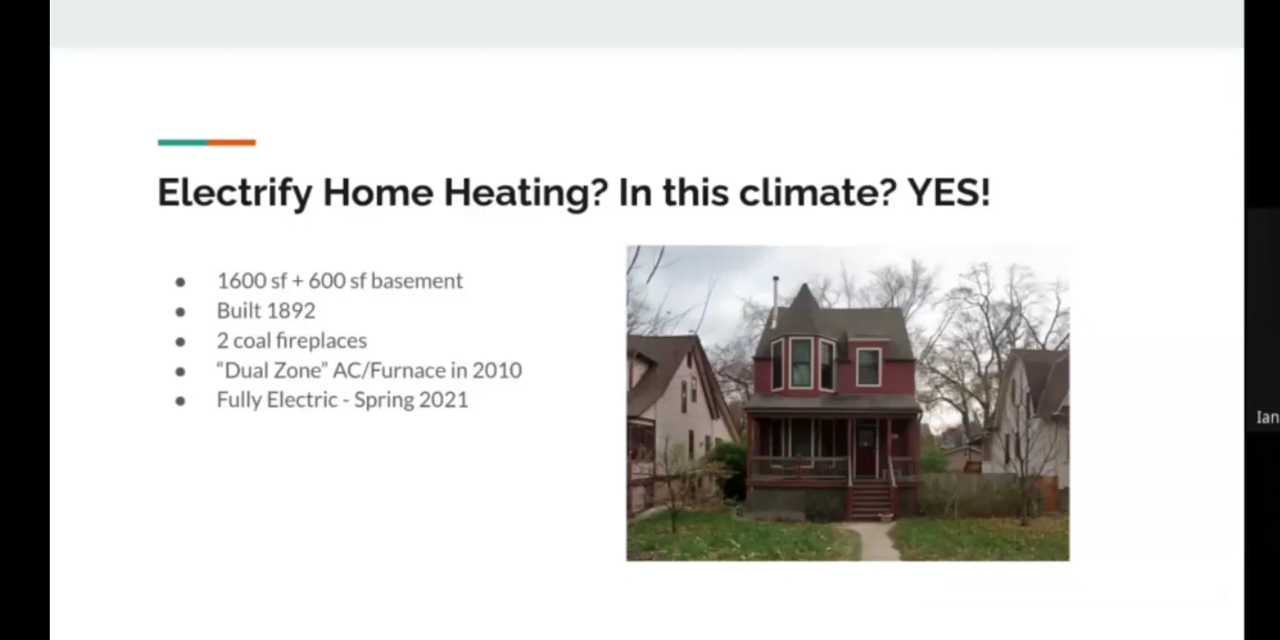 Electrify Home Heating? In this climate? YES!
● 1600 sf + 600 sf basement
● Built 1892
● 2 coal fireplaces
● “Dual Zone” AC/Furnace in 2010
● Fully Electric - Spring 2021
Ian